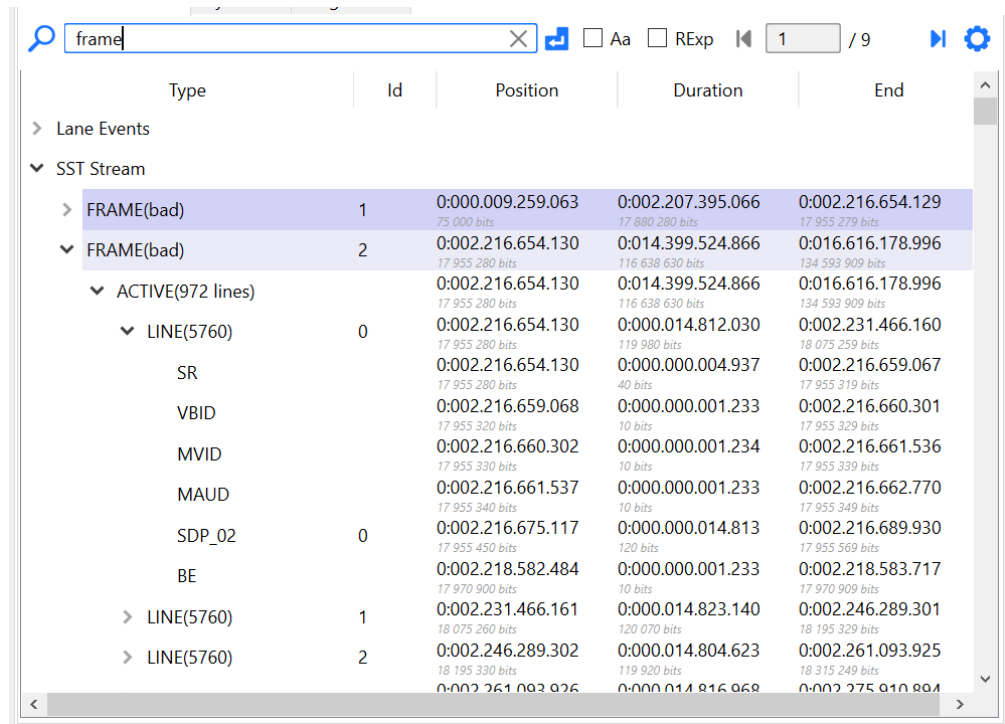 frame Aa RExp 1 / 9
Type Id Position Duration End
Lane Events
SST Stream
FRAME(bad) 1 0:000.009.259.063 0:002.207.395.066 0:002.216.654.129
75 000 bits 17 880 280 bits 17 955 279 bits
FRAME(bad) 2 0:002.216.654.130 0:014.399.524.866 0:016.616.178.996
17 955 280 bits 116 638 630 bits 134 593 909 bits
ACTIVE(972 lines) 0:002.216.654.130 0:014.399.524.866 0:016.616.178.996
17 955 280 bits 116 638 630 bits 134 593 909 bits
LINE(5760) 0 0:002.216.654.130 0:000.014.812.030 0:002.231.466.160
17 955 280 bits 119 980 bits 18 075 259 bits
SR 0:002.216.654.130 0:000.000.004.937 0:002.216.659.067
17 955 280 bits 40 bits 17 955 319 bits
VBID 0:002.216.659.068 0:000.000.001.233 0:002.216.660.301
17 955 320 bits 10 bits 17 955 329 bits
MVID 0:002.216.660.302 0:000.000.001.234 0:002.216.661.536
17 955 330 bits 10 bits 17 955 339 bits
MAUD 0:002.216.661.537 0:000.000.001.233 0:002.216.662.770
17 955 340 bits 10 bits 17 955 349 bits
SDP_02 0 0:002.216.675.117 0:000.000.014.813 0:002.216.689.930
17 955 450 bits 120 bits 17 955 569 bits
BE 0:002.218.582.484 0:000.000.001.233 0:002.218.583.717
17 970 900 bits 10 bits 17 970 909 bits
LINE(5760) 1 0:002.231.466.161 0:000.014.823.140 0:002.246.289.301
18 075 260 bits 120 070 bits 18 195 329 bits
LINE(5760) 2 0:002.246.289.302 0:000.014.804.623 0:002.261.093.925
18 195 330 bits 119 920 bits 18 315 249 bits
0:002.261.093.926 0:000.014.816.968 0:002.275.910.894